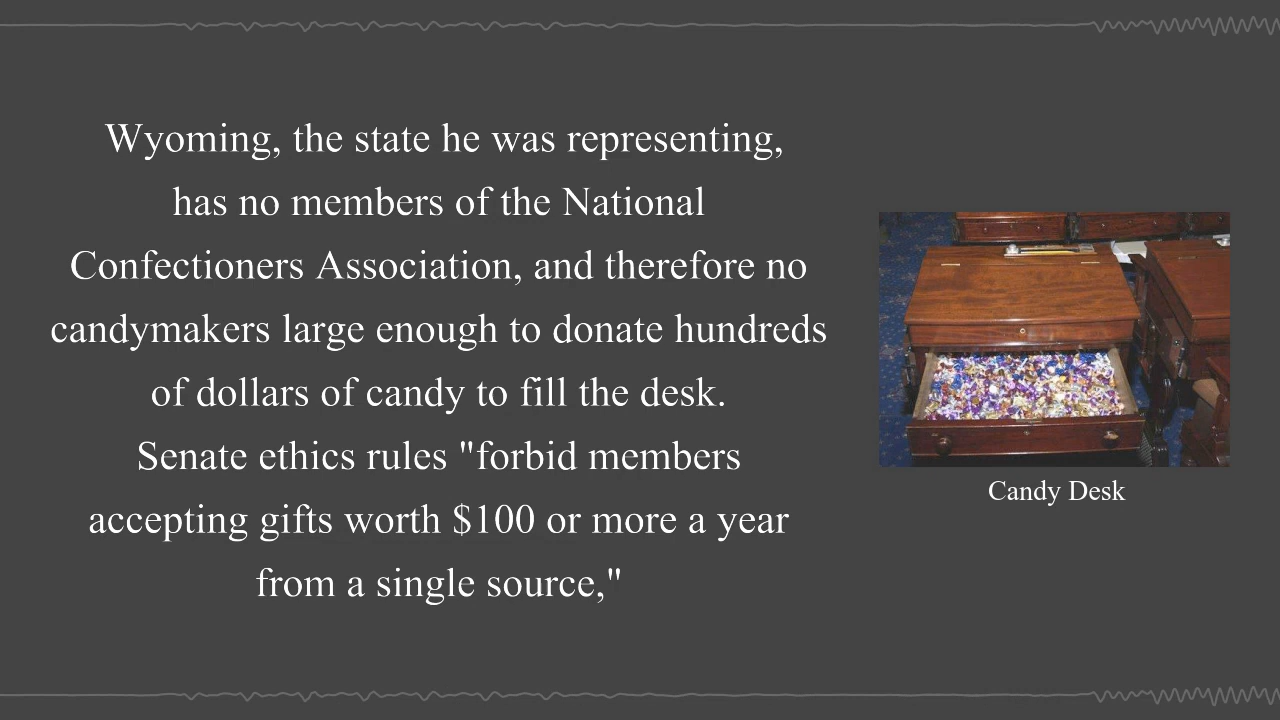 Wyoming, the state he was representing,
has no members of the National
Confectioners Association, and therefore no
candymakers large enough to donate hundreds
of dollars of candy to fill the desk.
Senate ethics rules "forbid members
accepting gifts worth $100 or more a year
from a single source,"
Candy Desk